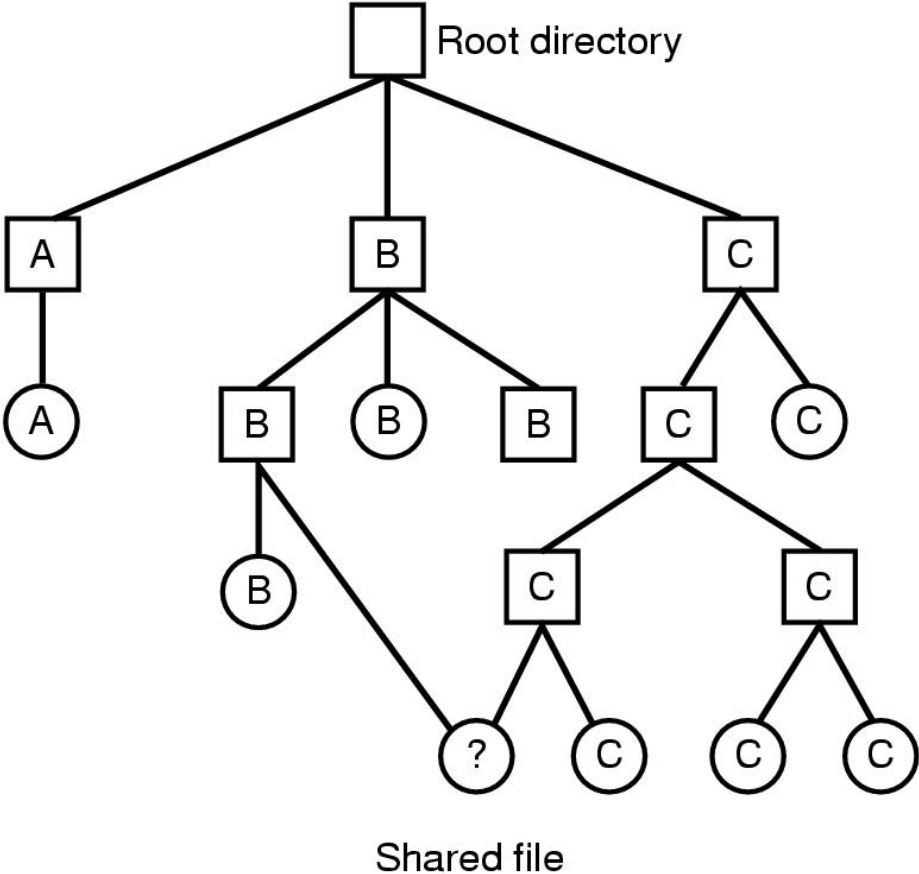 Root directory
A B C
A B B B C C
B C C
? C C C
Shared file